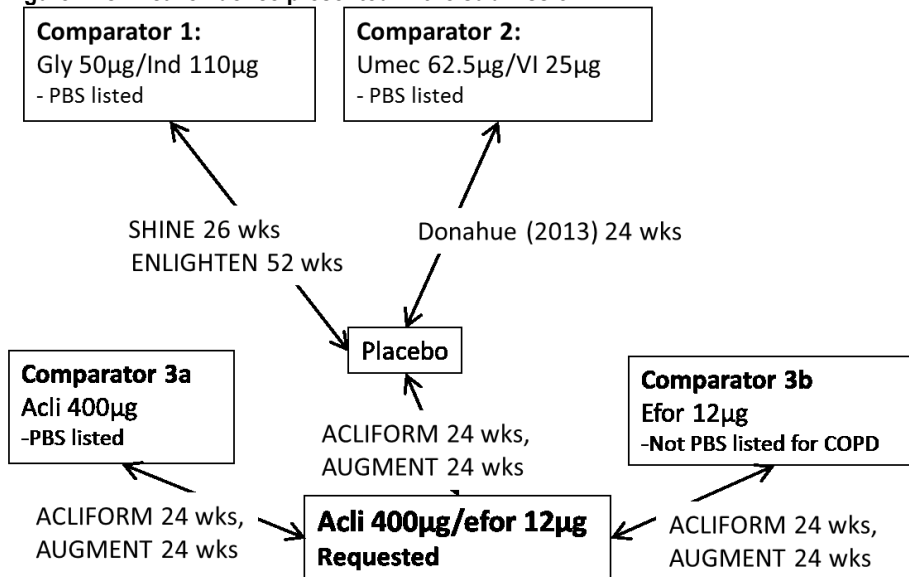 Comparator 1:
Gly 50µg/Ind 110µg
- PBS listed
Comparator 2:
Umec 62.5µg/VI 25µg
- PBS listed
SHINE 26 wks
ENLIGHTEN 52 wks
Donahue (2013) 24 wks
Placebo
Comparator 3a
Acli 400µg
-PBS listed
ACLIFORM 24 wks,
AUGMENT 24 wks
Comparator 3b
Efor 12µg
-Not PBS listed for COPD
ACLIFORM 24 wks,
AUGMENT 24 wks
Acli 400µg/efor 12µg
Requested
ACLIFORM 24 wks,
AUGMENT 24 wks